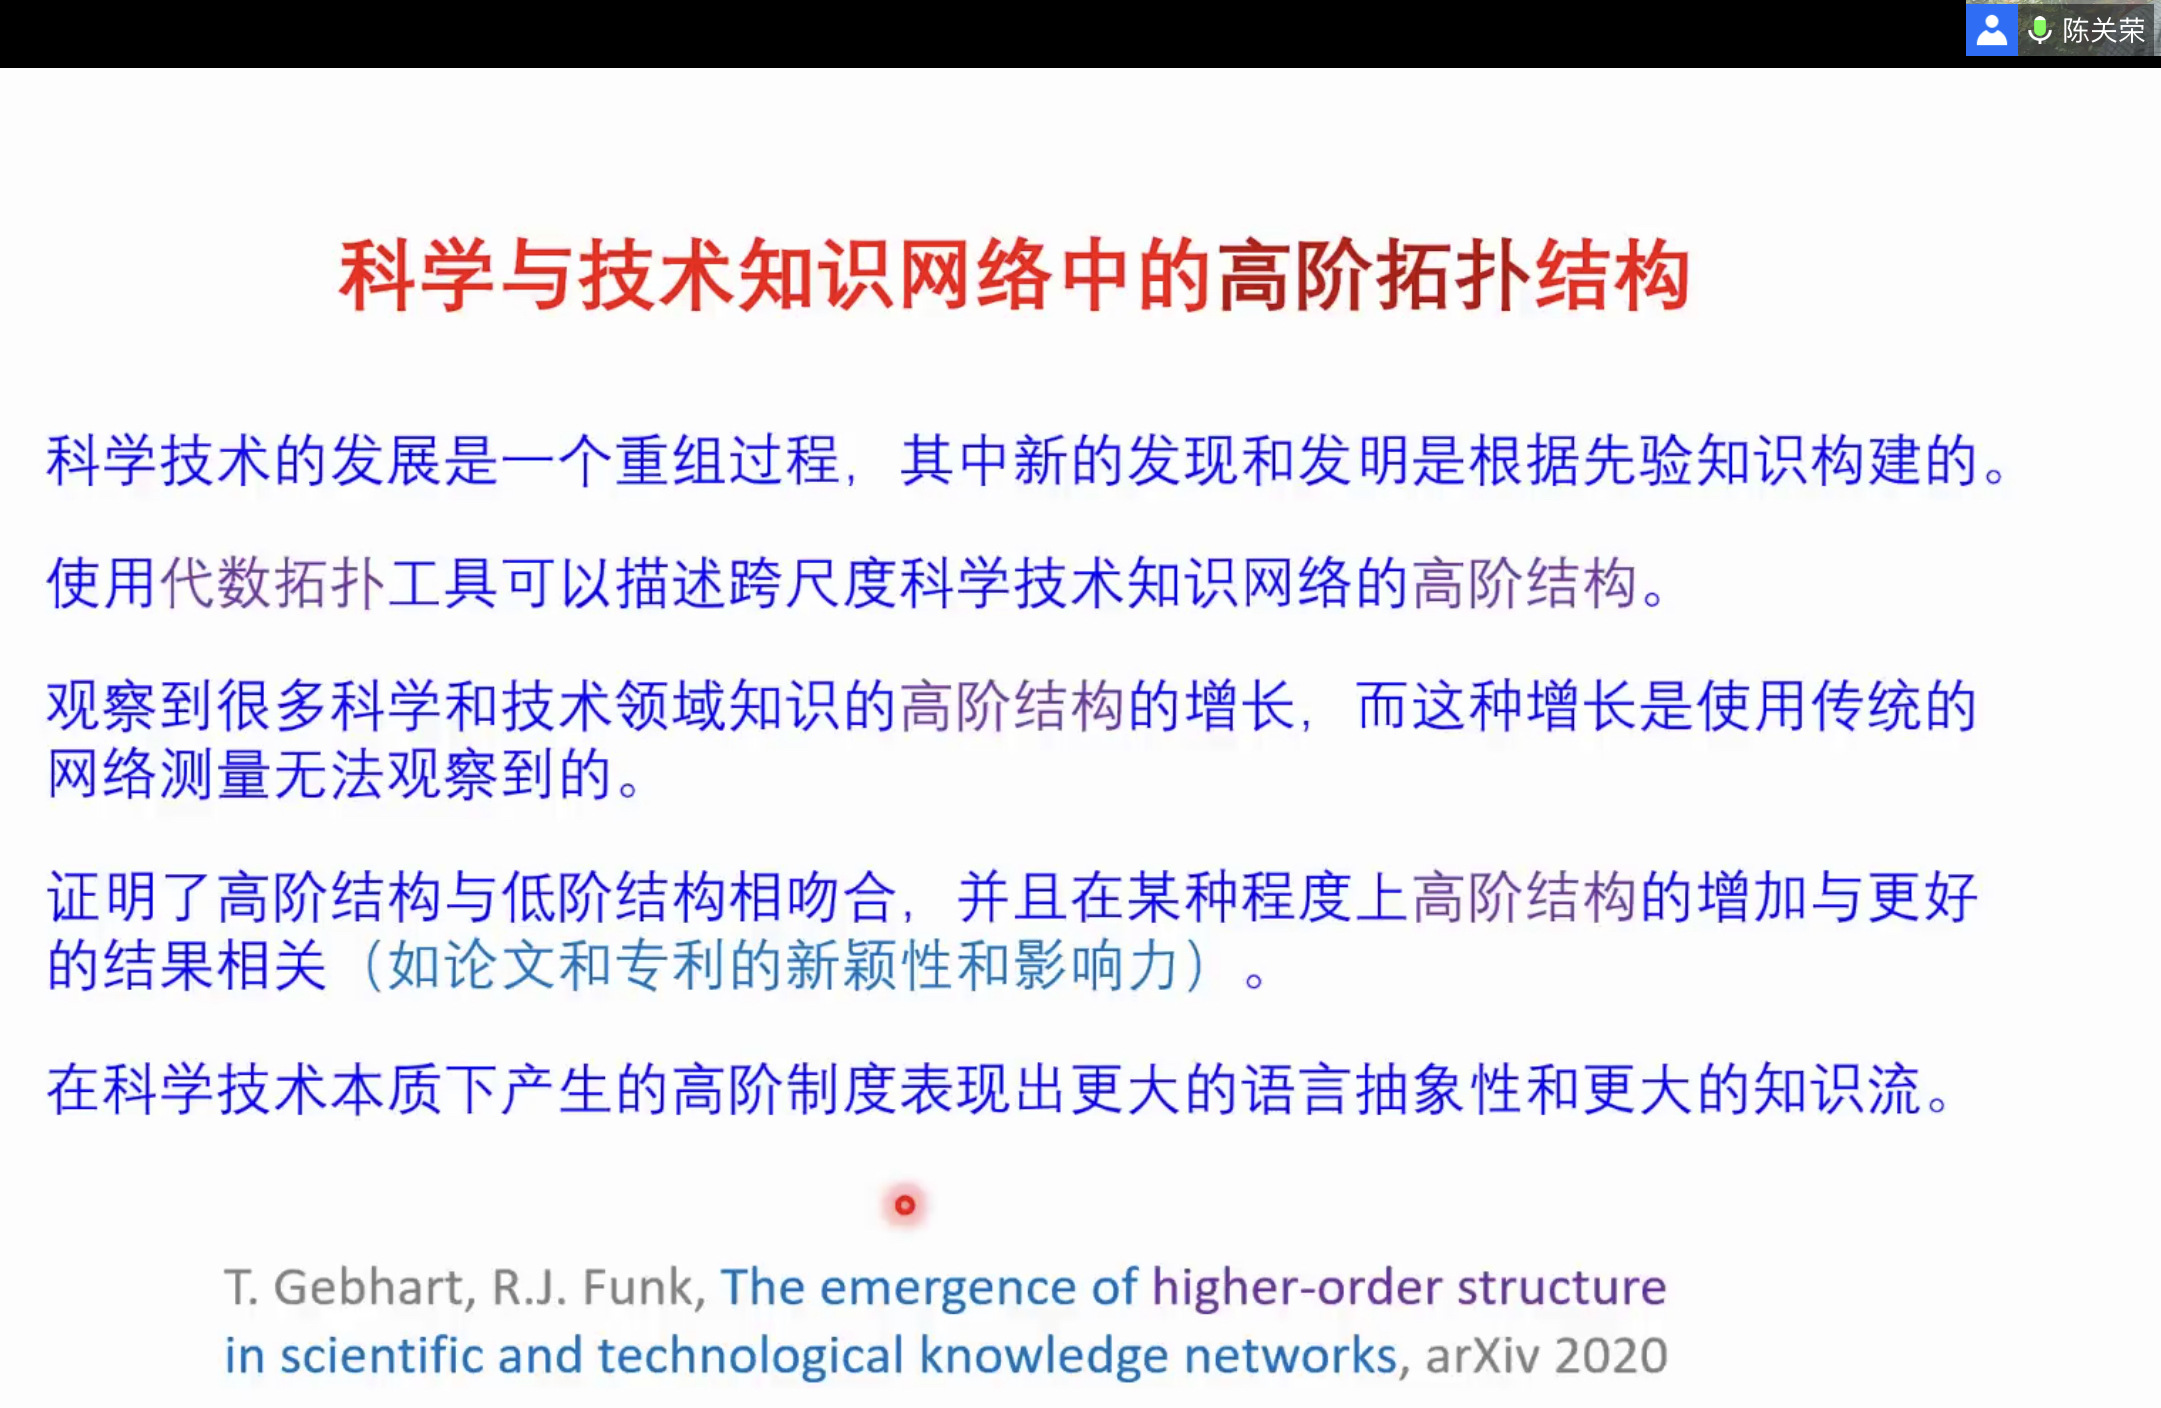 陈关荣
科学与技术知识网络中的高阶拓扑结构
科学技术的发展是一个重组过程，其中新的发现和发明是根据先验知识构建的。
使用代数拓扑工具可以描述跨尺度科学技术知识网络的高阶结构。
观察到很多科学和技术领域知识的高阶结构的增长，而这种增长是使用传统的
网络测量无法观察到的。
证明了高阶结构与低阶结构相吻合，并且在某种程度上高阶结构的增加与更好
的结果相关（如论文和专利的新颖性和影响力）。
在科学技术本质下产生的高阶制度表现出更大的语言抽象性和更大的知识流。
T. Gebhart, R.J. Funk, The emergence of higher-order structure
in scientific and technological knowledge networks, arXiv 2020